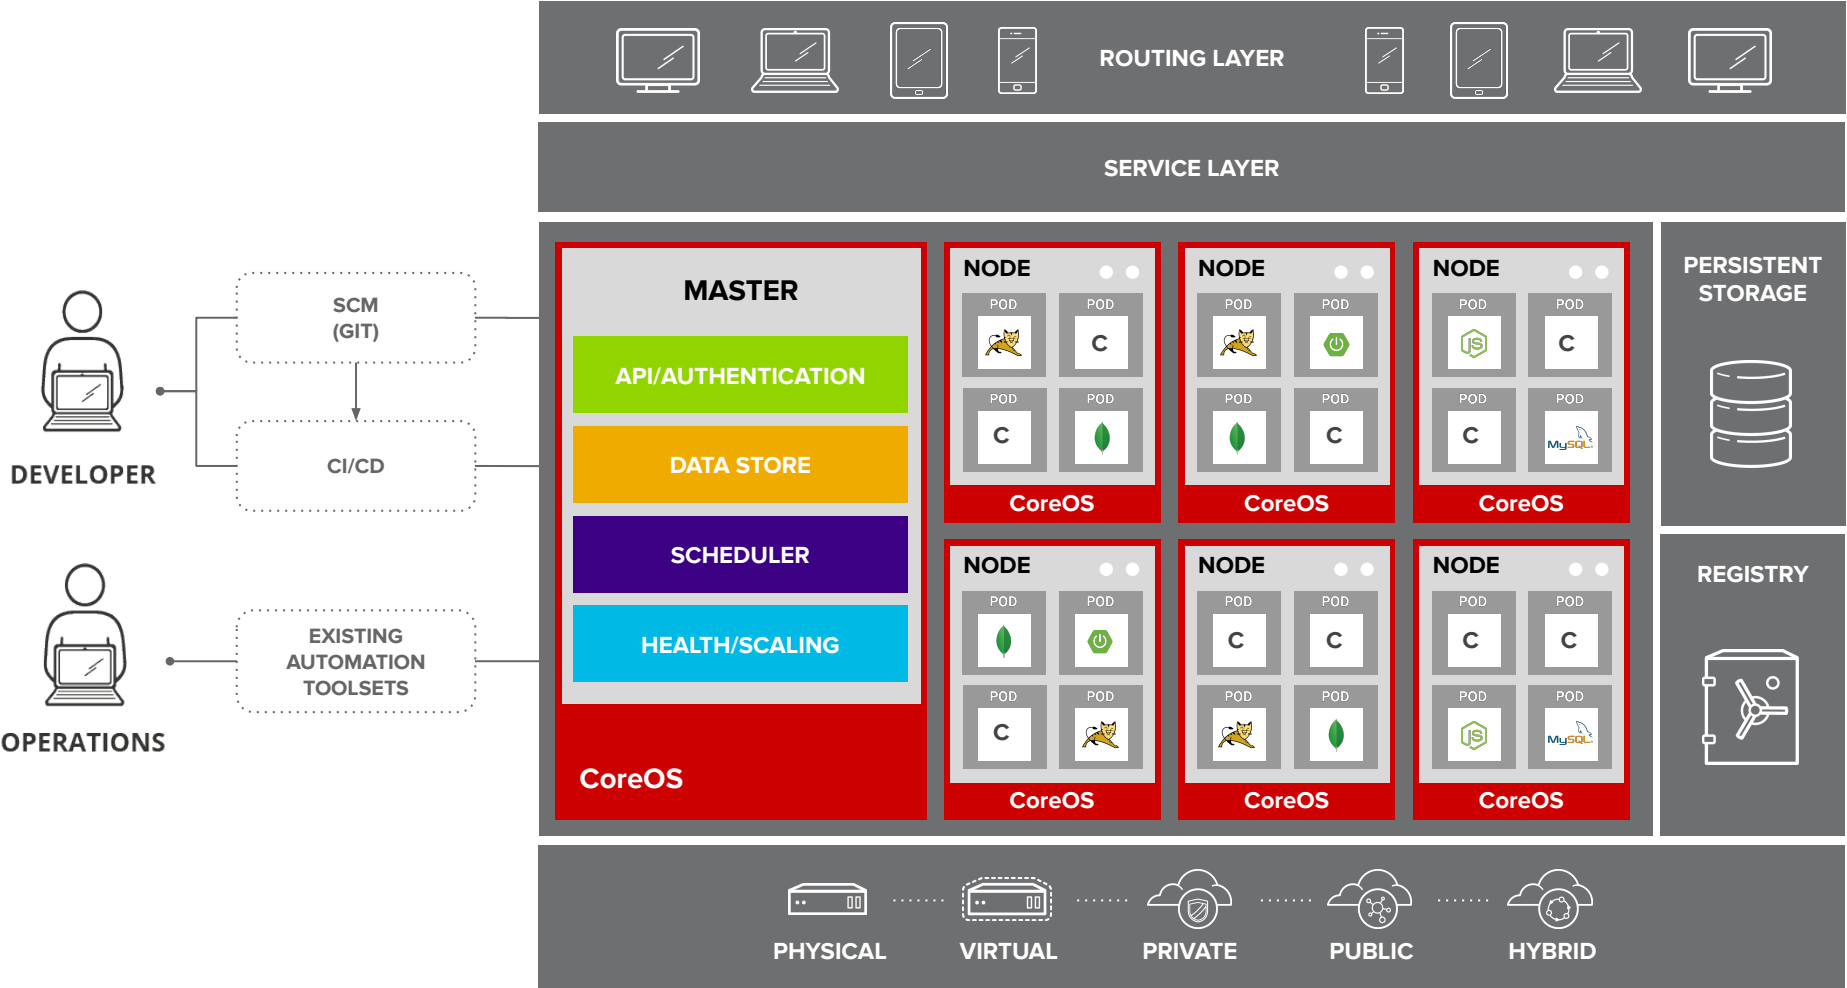 ROUTING LAYER
SERVICE LAYER
SCM
(GIT)
CI/CD
DEVELOPER
EXISTING
AUTOMATION
TOOLSETS
OPERATIONS
MASTER
API/AUTHENTICATION
DATA STORE
SCHEDULER
HEALTH/SCALING
CoreOS
NODE
POD POD
C
POD POD
C
CoreOS
NODE
POD POD
POD POD
C
CoreOS
NODE
POD POD
JS C
POD POD
C MySQL
CoreOS
NODE
POD POD
POD POD
C
CoreOS
NODE
POD POD
C C
POD POD
CoreOS
NODE
POD POD
C C
POD POD
JS MySQL
CoreOS
PERSISTENT
STORAGE
REGISTRY
PHYSICAL
VIRTUAL
PRIVATE
PUBLIC
HYBRID